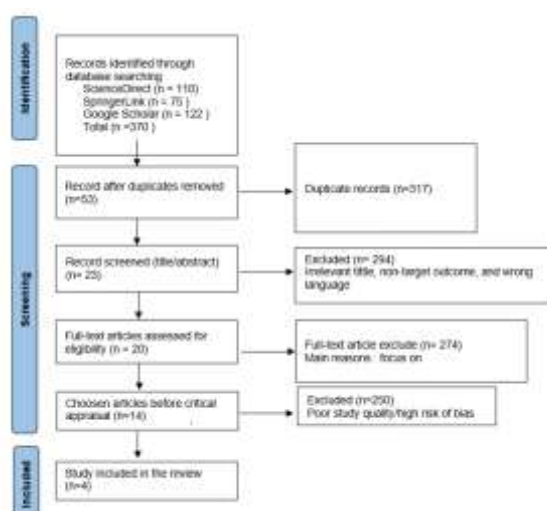 Identification
Records identified through
database searching
ScienceDirect (n = 110)
SpringerLink (n = 75 )
Google Scholar (n = 122 )
Total (n =370 )
Screening
Record after duplicates removed
(n=53)
Duplicate records (n=317)
Record screened (title/abstract)
(n= 23)
Excluded (n= 294)
Irrelevant title, non-target outcome, and wrong
language
Full-text articles assessed for
eligibility (n = 20)
Full-text article exclude (n= 274)
Main reasons: focus on
Choosen articles before critical
appraisal (n=14)
Excluded (n=250)
Poor study quality/high risk of bias
Included
Study included in the review
(n=4)